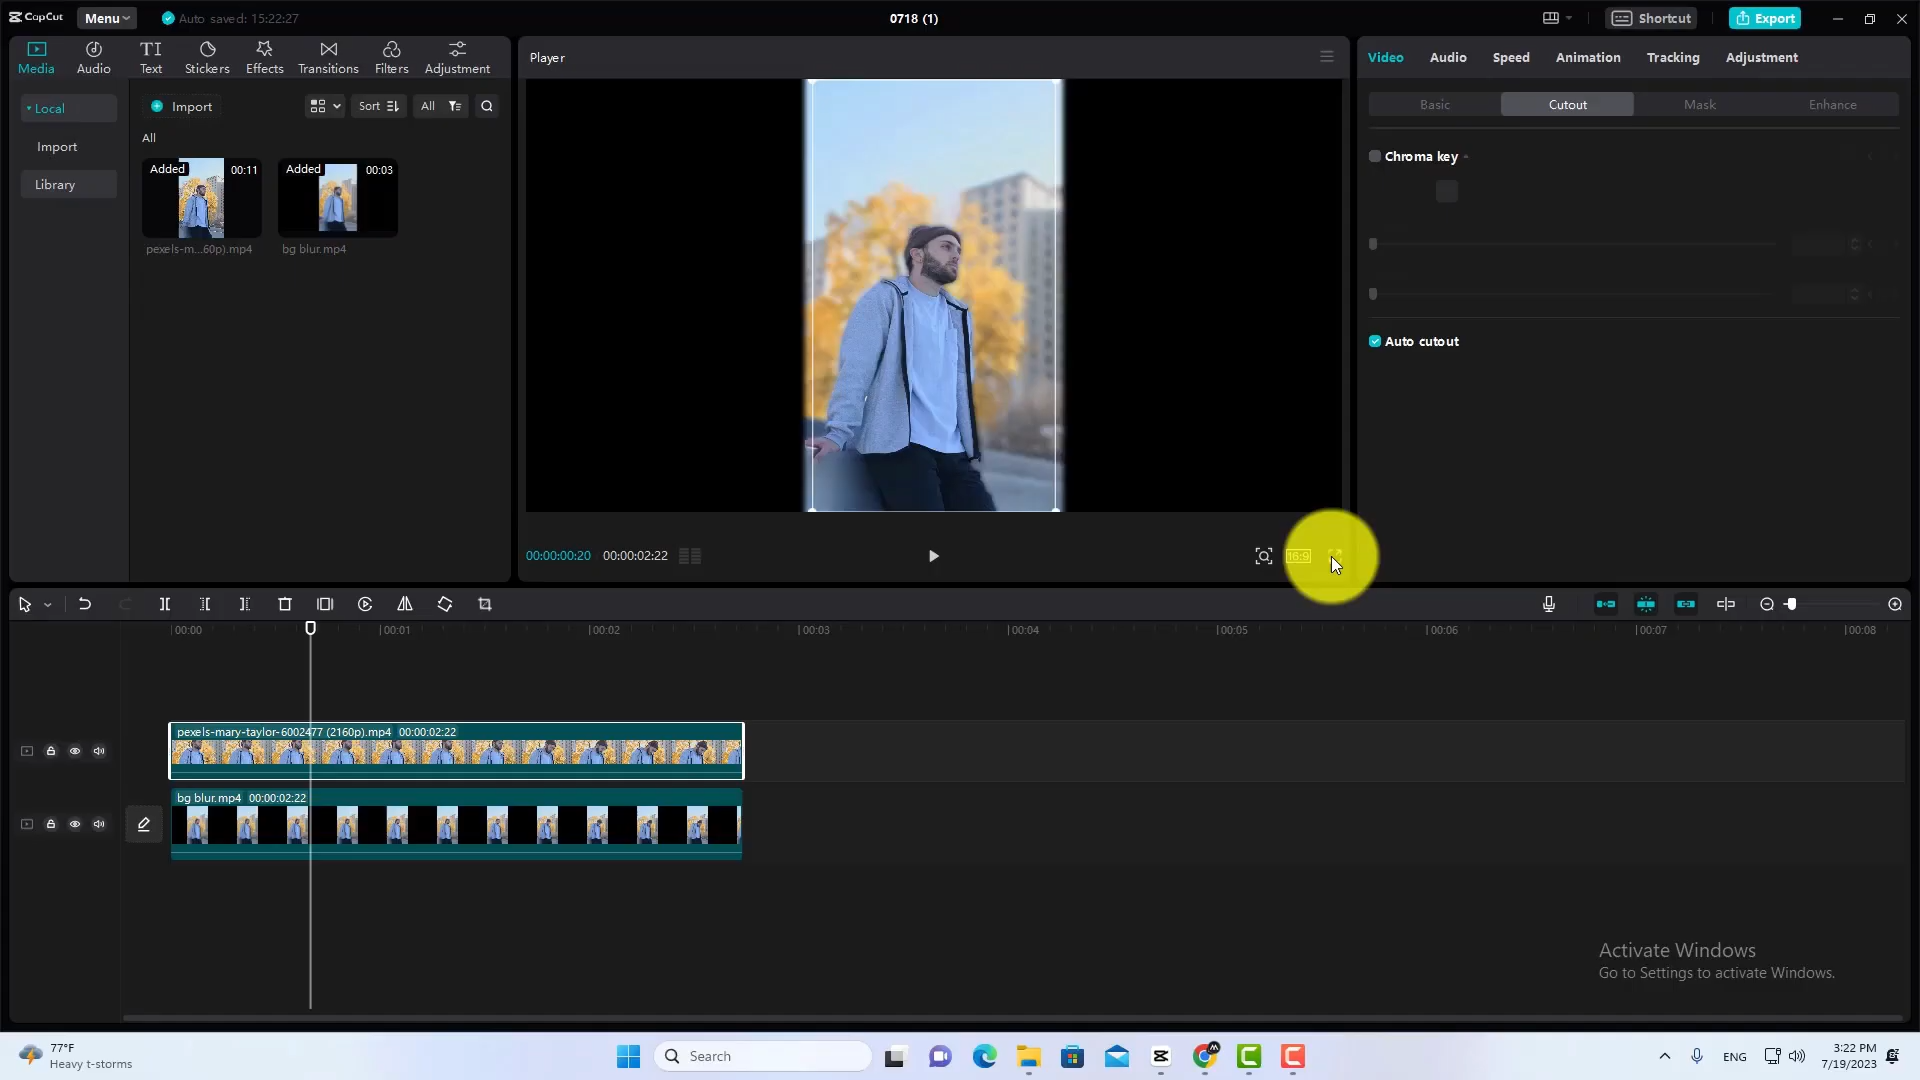 CapCut
Menu
Auto saved: 15:22:27
0718 (1)
Shortcut
Export
Media
Audio
Text
Stickers
Effects
Transitions
Filters
Adjustment
Player
Video
Audio
Speed
Animation
Tracking
Adjustment
Local
Import
Library
Import
Sort
All
All
Added
00:11
Added
00:03
pexels-m...60p).mp4
bg blur.mp4
Basic
Cutout
Mask
Enhance
Chroma key
Auto cutout
00:00:00:20
00:00:02:22
16:9
00:00
00:01
00:02
00:03
00:04
00:05
00:06
00:07
00:08
pexels-mary-taylor-6002477 (2160p).mp4 00:00:02:22
bg blur.mp4 00:00:02:22
Activate Windows
Go to Settings to activate Windows.
77°F
Heavy t-storms
Search
ENG
3:22 PM
7/19/2023